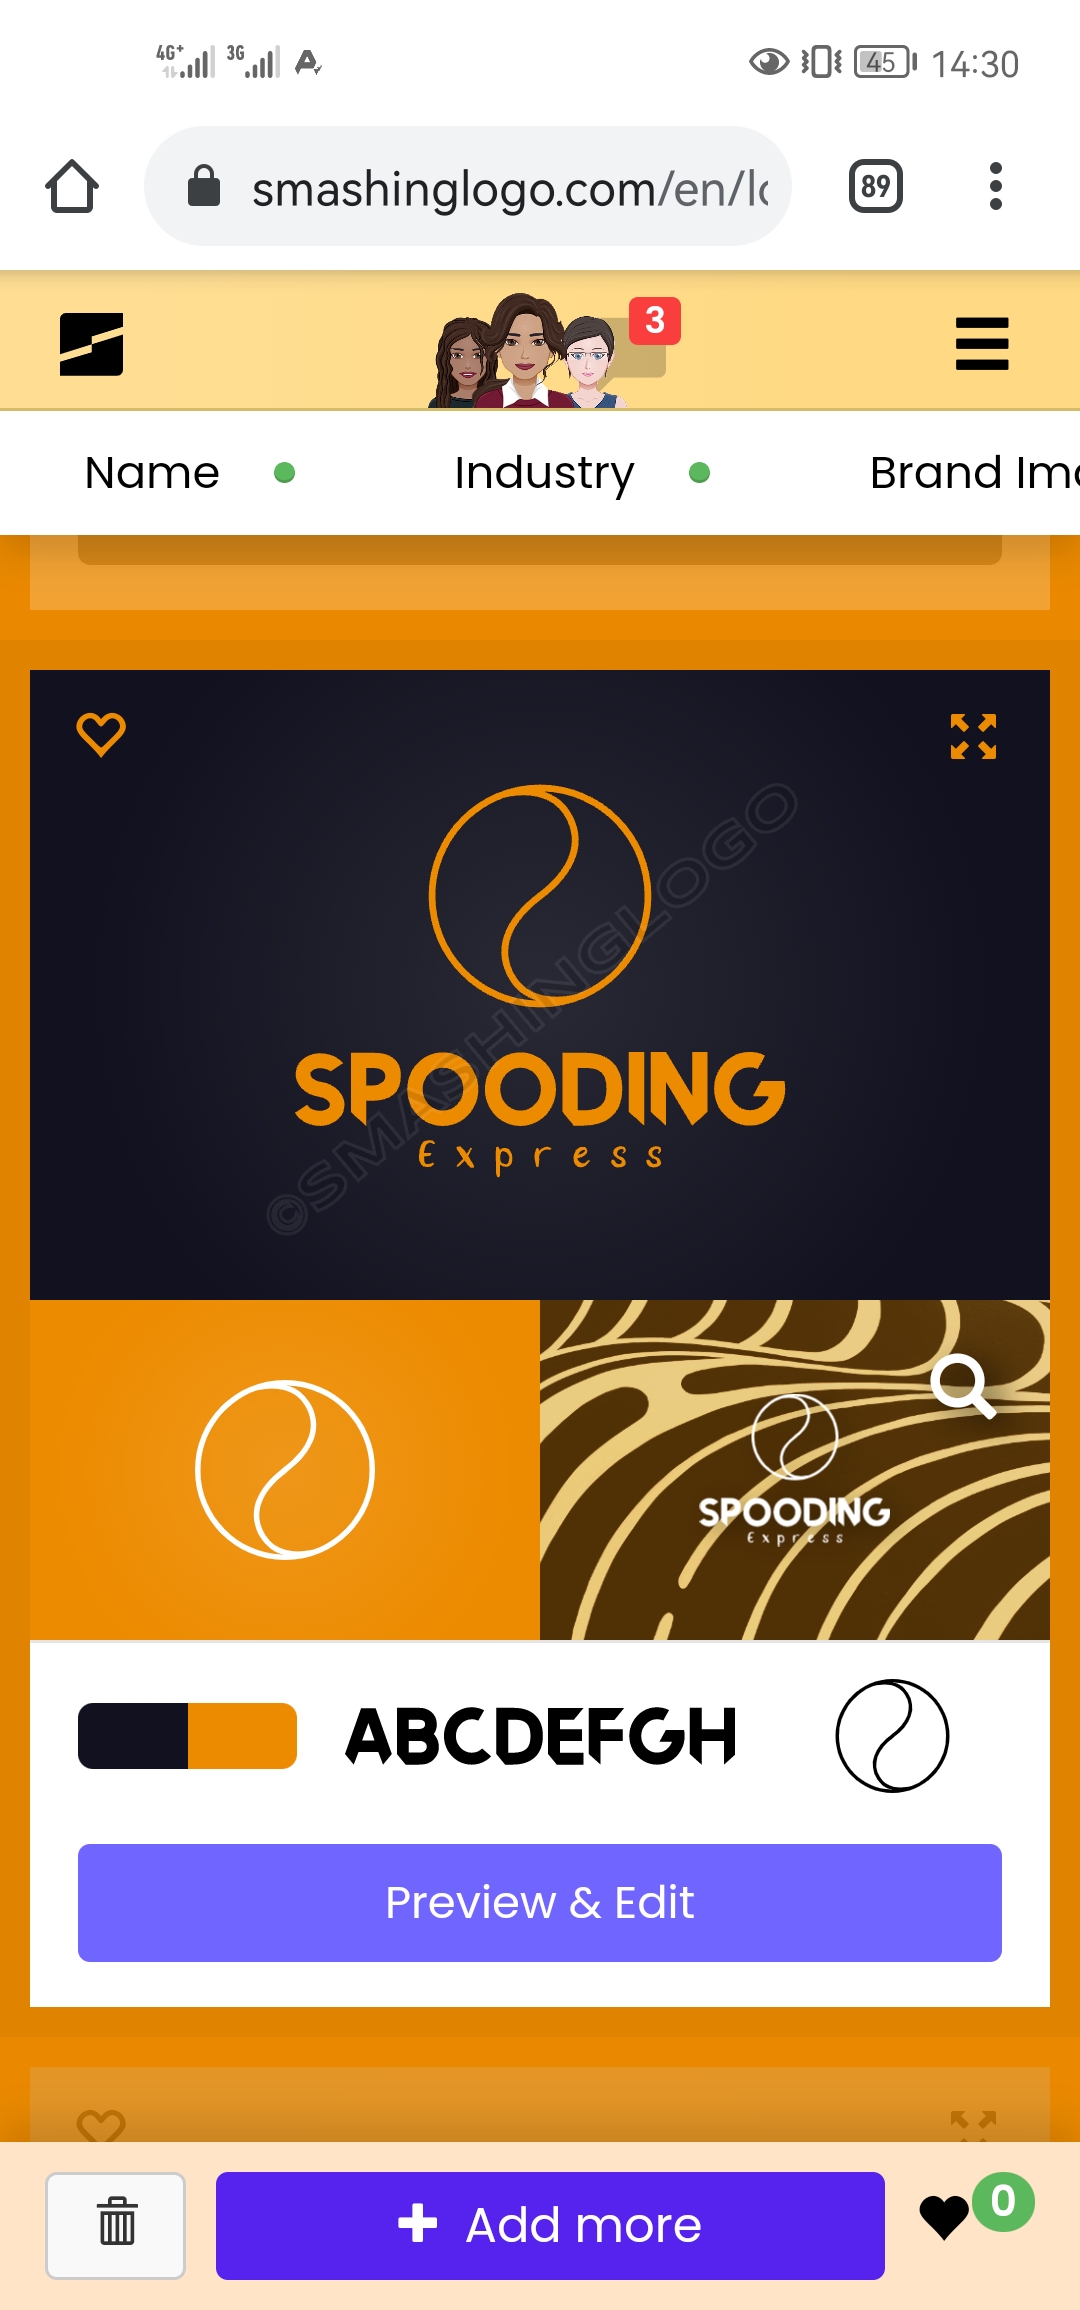 4G+ 3G A 45 14:30
smashinglogo.com/en/lo
89
3
Name Industry Brand Ima
©SMASHINGLOGO
SPOODING
Express
SPOODING
Express
ABCDEFGH
Preview & Edit
+ Add more
0